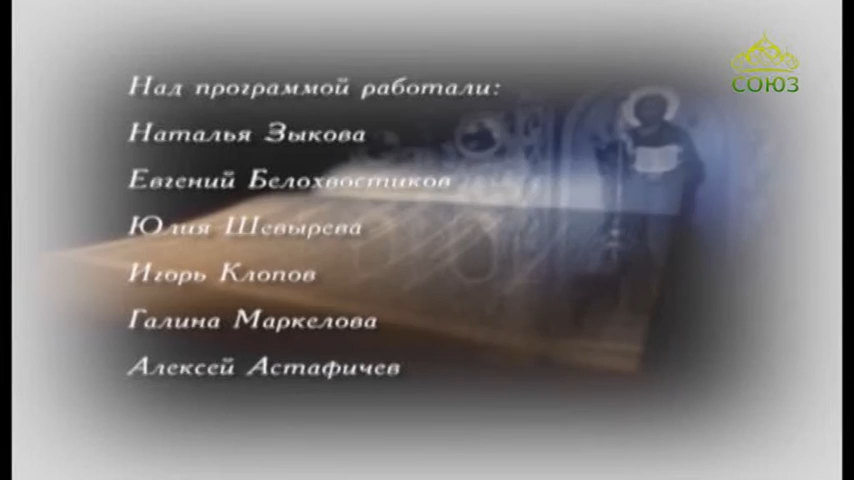 Над программой работали:
Наталья Зыкова
Евгений Белохвостиков
Юлия Шевырева
Игорь Клопов
Галина Маркелова
Алексей Астафичев
СОЮЗ